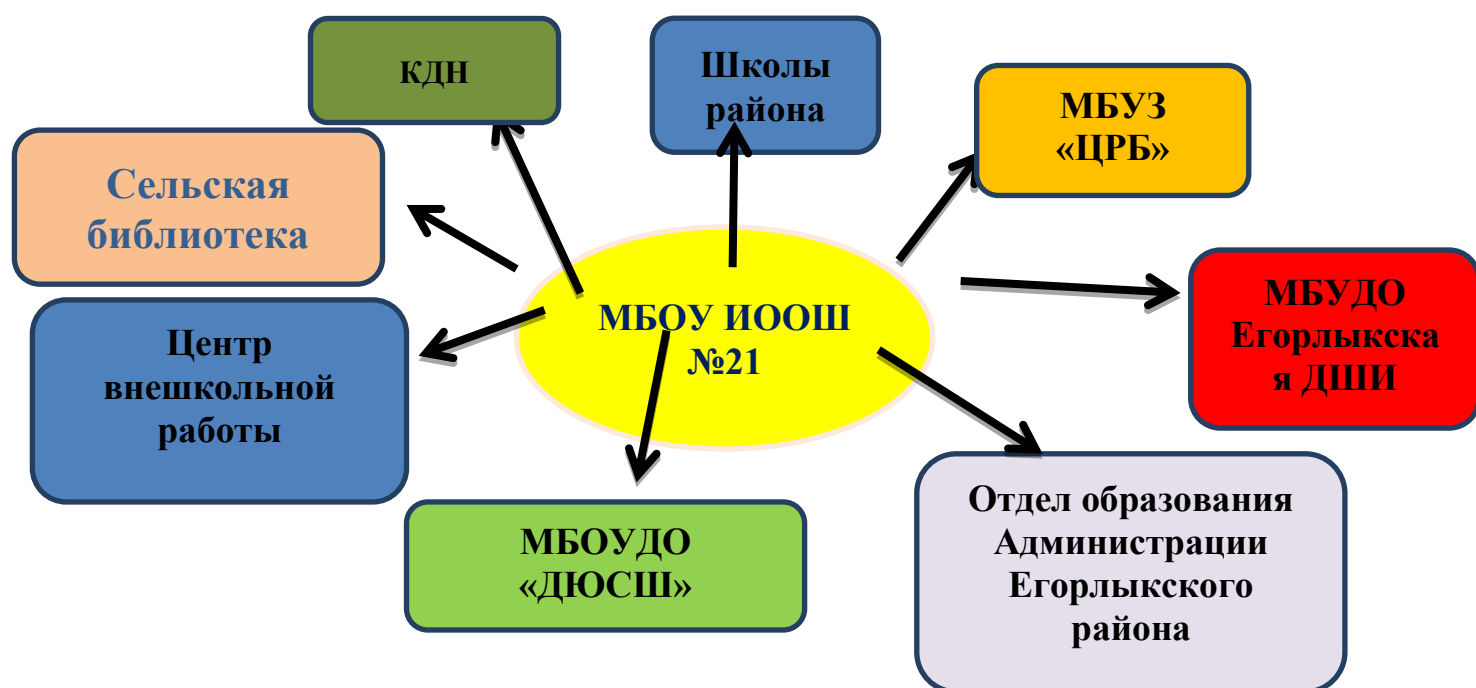 КДН
Школы
района
МБУЗ
«ЦРБ»
Сельская
библиотека
МБОУ ИООШ
№21
МБУДО
Егорлыкска
я ДШИ
Центр
внешкольной
работы
МБОУДО
«ДЮСШ»
Отдел образования
Администрации
Егорлыкского
района